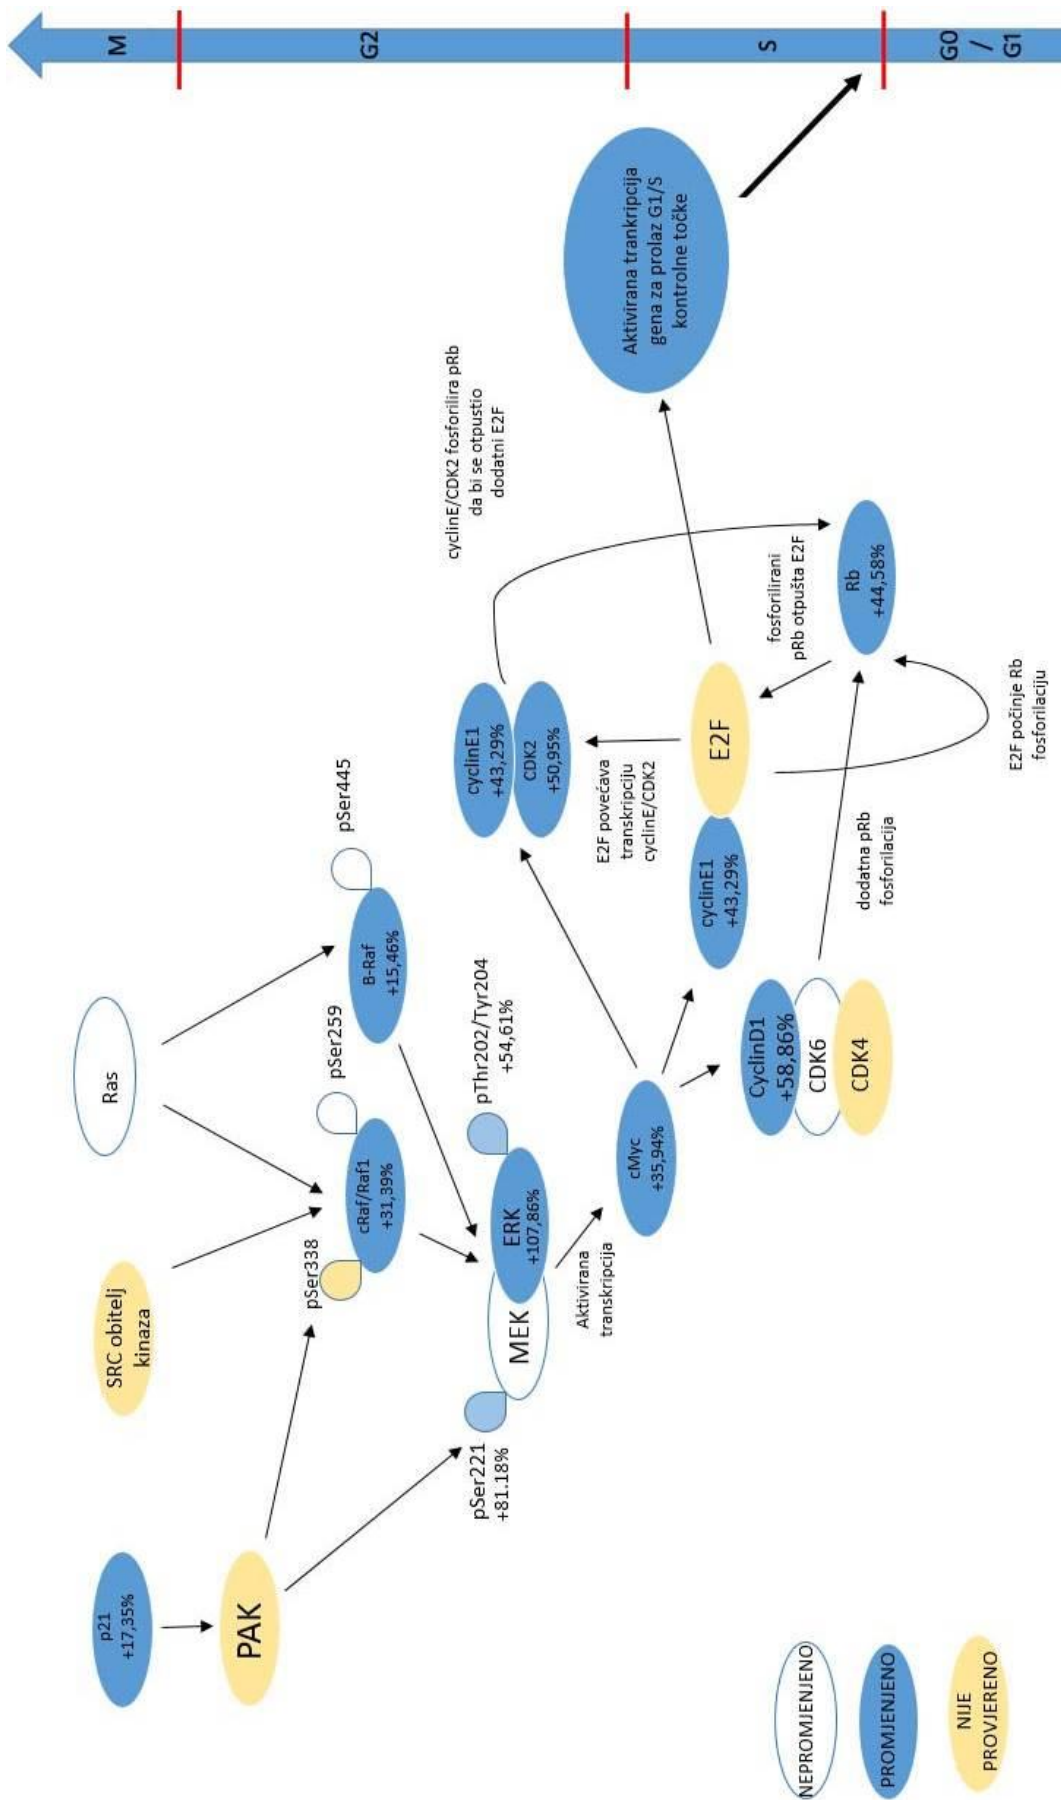 p21
+17,35%
PAK
SRC obitelj
kinaza
Ras
pSer338
cRaf/Raf1
+31,39%
pSer259
B-Raf
+15,46%
pSer445
pSer221
+81.18%
MEK
ERK
+107,86%
pThr202/Tyr204
+54,61%
Aktivirana
transkripcija
cMyc
+35,94%
cyclinE1
+43,29%
CDK2
+50,95%
cyclinE/CDK2 fosforilira pRb
da bi se otpustio
dodatni E2F
E2F povećava
transkripciju
cyclinE/CDK2
cyclinE1
+43,29%
E2F
fosforilirani
pRb otpušta E2F
CyclinD1
+58,86%
CDK6
CDK4
dodatna pRb
fosforilacija
Rb
+44,58%
E2F počinje Rb
fosforilaciju
Aktivirana trankripcija
gena za prolaz G1/S
kontrolne točke
M
G2
S
G0
/
G1
NEPROMJENJENO
PROMJENJENO
NIJE
PROVJERENO